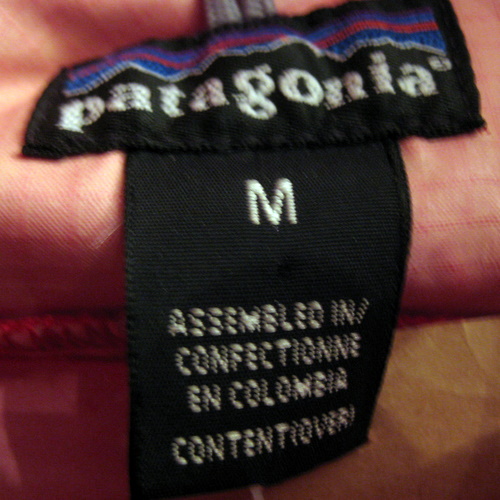 patagonia
M
ASSEMBLED IN/
CONFECTIONNE
EN COLOMBIA
CONTENT(OVER)